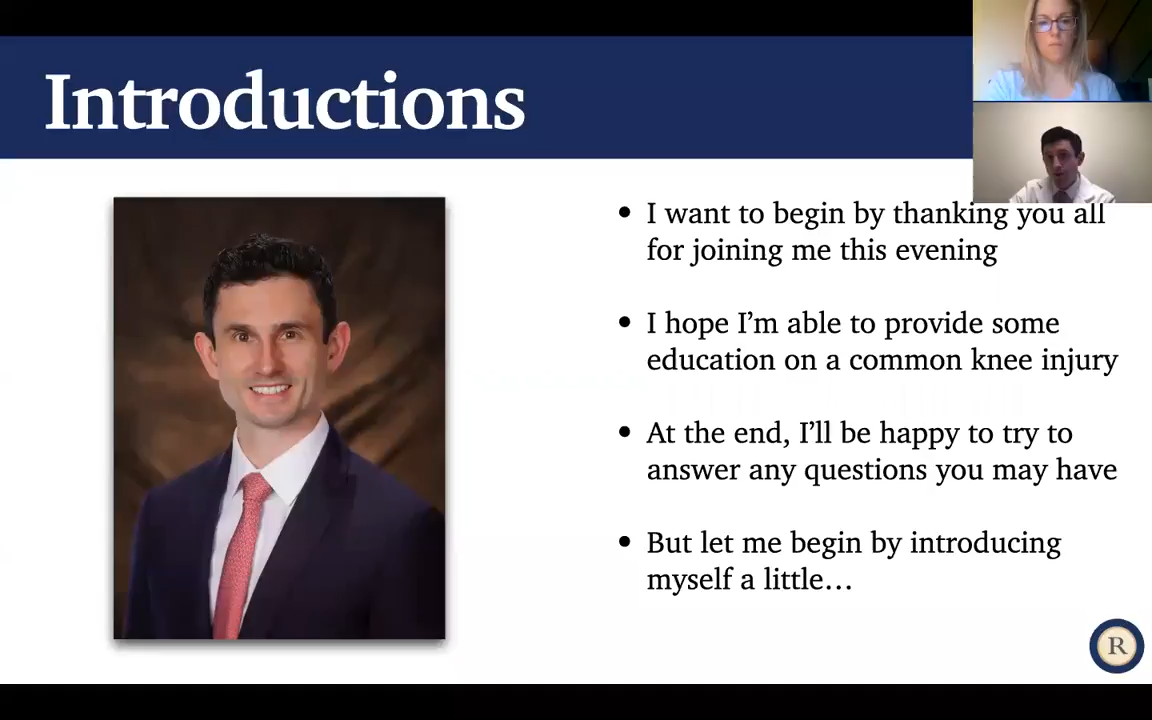 Introductions
• I want to begin by thanking you all
for joining me this evening
• I hope I’m able to provide some
education on a common knee injury
• At the end, I’ll be happy to try to
answer any questions you may have
• But let me begin by introducing
myself a little…
R